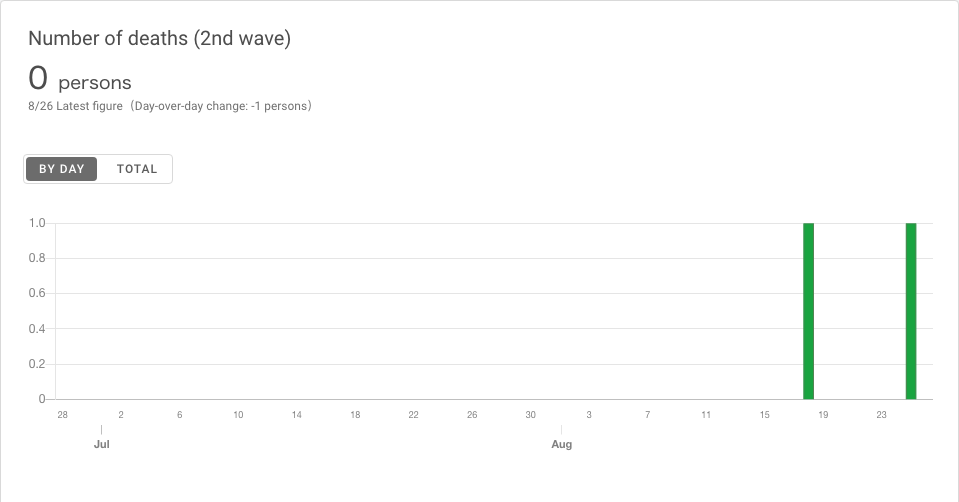 Number of deaths (2nd wave)
0 persons
8/26 Latest figure（Day-over-day change: -1 persons）
BY DAY TOTAL
1.0
0.8
0.6
0.4
0.2
0
28 2 6 10 14 18 22 26 30 3 7 11 15 19 23
Jul Aug